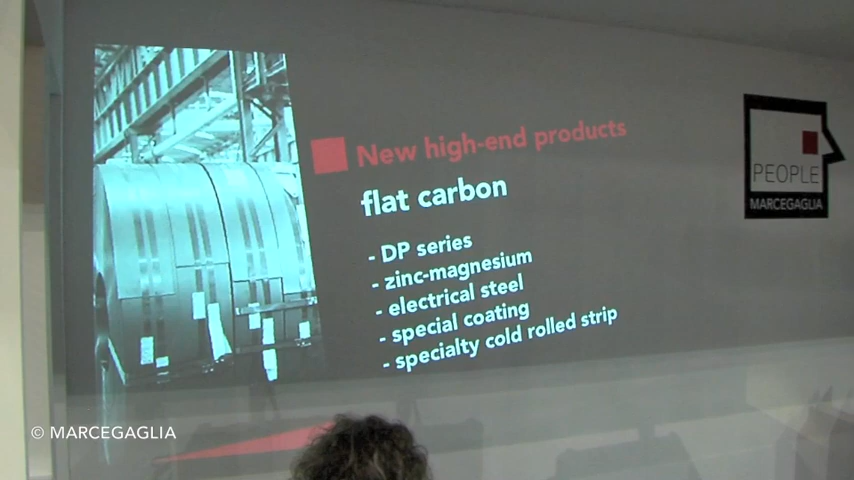 New high-end products
flat carbon
- DP series
- zinc-magnesium
- electrical steel
- special coating
- specialty cold rolled strip
PEOPLE
MARCEGAGLIA
© MARCEGAGLIA